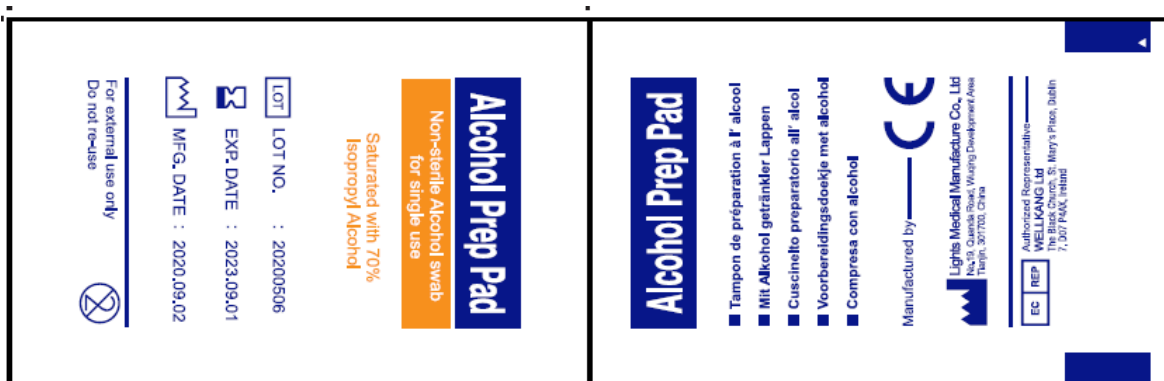 Alcohol Prep Pad
Non-sterile Alcohol swab
for single use
Saturated with 70%
Isopropyl Alcohol
LOT LOT NO. : 20200506
EXP. DATE : 2023.09.01
MFG. DATE : 2020.09.02
For external use only
Do not re-use
2
Alcohol Prep Pad
■ Tampon de préparation à l' alcool
■ Mit Alkohol getränkler Lappen
■ Cuscinelto preparatorio all' alcol
■ Voorbereidingsdoekje met alcohol
■ Compresa con alcohol
CE
Manufactured by
Lights Medical Manufacture Co., Ltd
No.19, Quanda Road, Wuqing Development Area
Tianjin, 301700, China
Authorized Representative
EC REP WELLKANG Ltd
The Black Church, St. Mary's Place, Dublin
7, D07 P4AX, Ireland